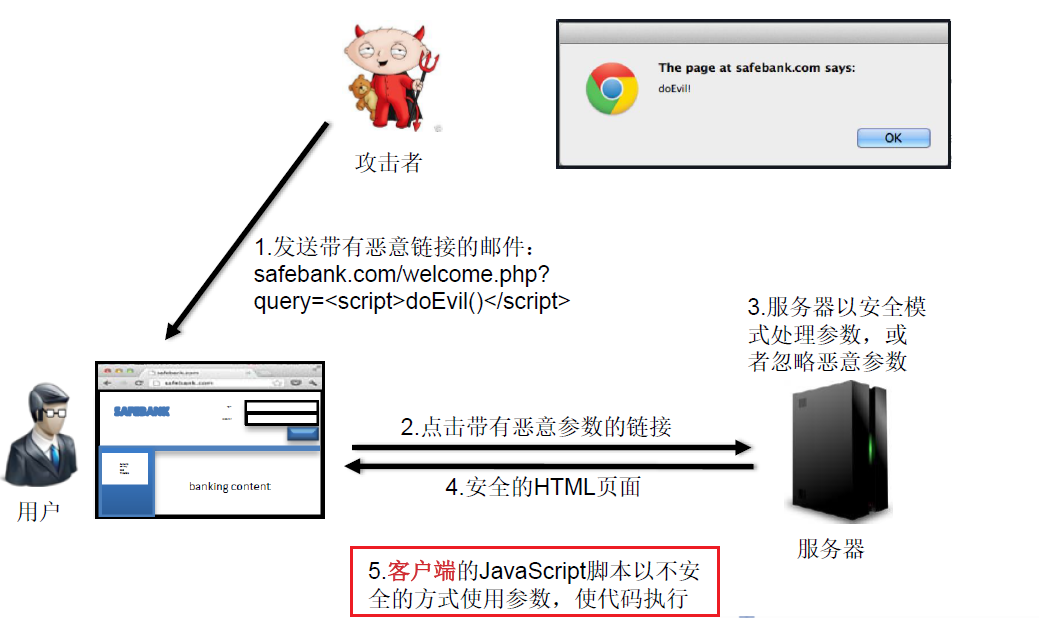 The page at safebank.com says:
doEvil!
OK
攻击者
1.发送带有恶意链接的邮件：
safebank.com/welcome.php?
query=<script>doEvil()</script>
3.服务器以安全模
式处理参数，或
者忽略恶意参数
safebank.com
safebank.com
SAFEBANK
banking content
2.点击带有恶意参数的链接
4.安全的HTML页面
用户
服务器
5.客户端的JavaScript脚本以不安
全的方式使用参数，使代码执行